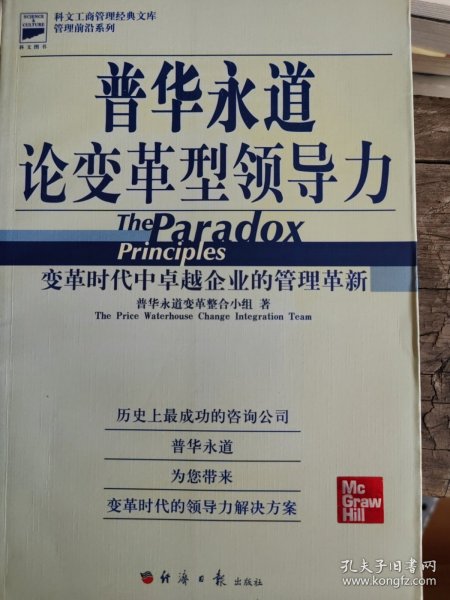 SCIENCE
&
CULTURE
科文图书
科文工商管理经典文库
管理前沿系列
普华永道
论变革型领导力
The Paradox
Principles
变革时代中卓越企业的管理革新
普华永道变革整合小组 著
The Price Waterhouse Change Integration Team
历史上最成功的咨询公司
普华永道
为您带来
变革时代的领导力解决方案
Mc
Graw
Hill
经济日报出版社
孔夫子旧书网
www.kongfz.com